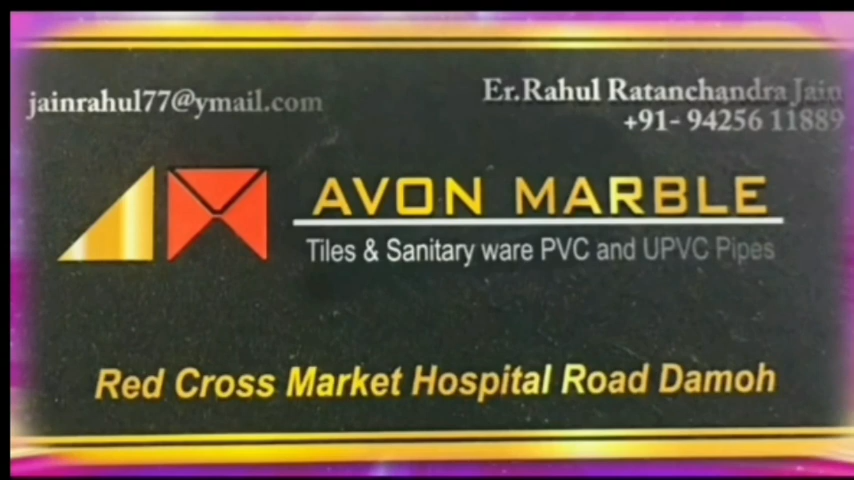 jainrahul77@ymail.com
Er.Rahul Ratanchandra Jain
+91- 94256 11889
AVON MARBLE
Tiles & Sanitary ware PVC and UPVC Pipes
Red Cross Market Hospital Road Damoh